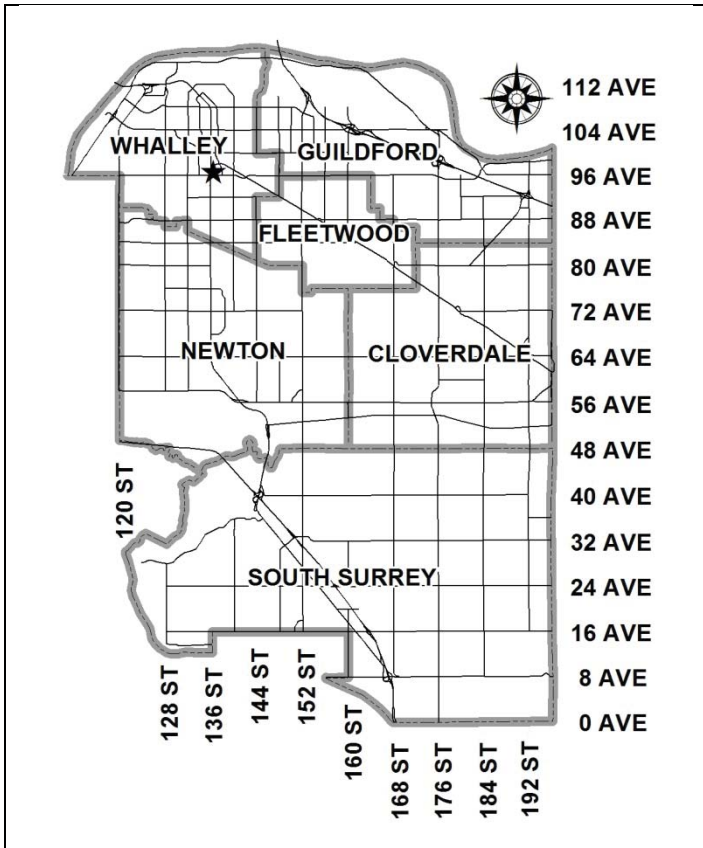 112 AVE
104 AVE
WHALLEY
GUILDFORD
96 AVE
88 AVE
FLEETWOOD
80 AVE
72 AVE
NEWTON
CLOVERDALE
64 AVE
56 AVE
48 AVE
120 ST
40 AVE
32 AVE
SOUTH SURREY
24 AVE
16 AVE
128 ST
136 ST
144 ST
152 ST
160 ST
168 ST
176 ST
184 ST
192 ST
8 AVE
0 AVE